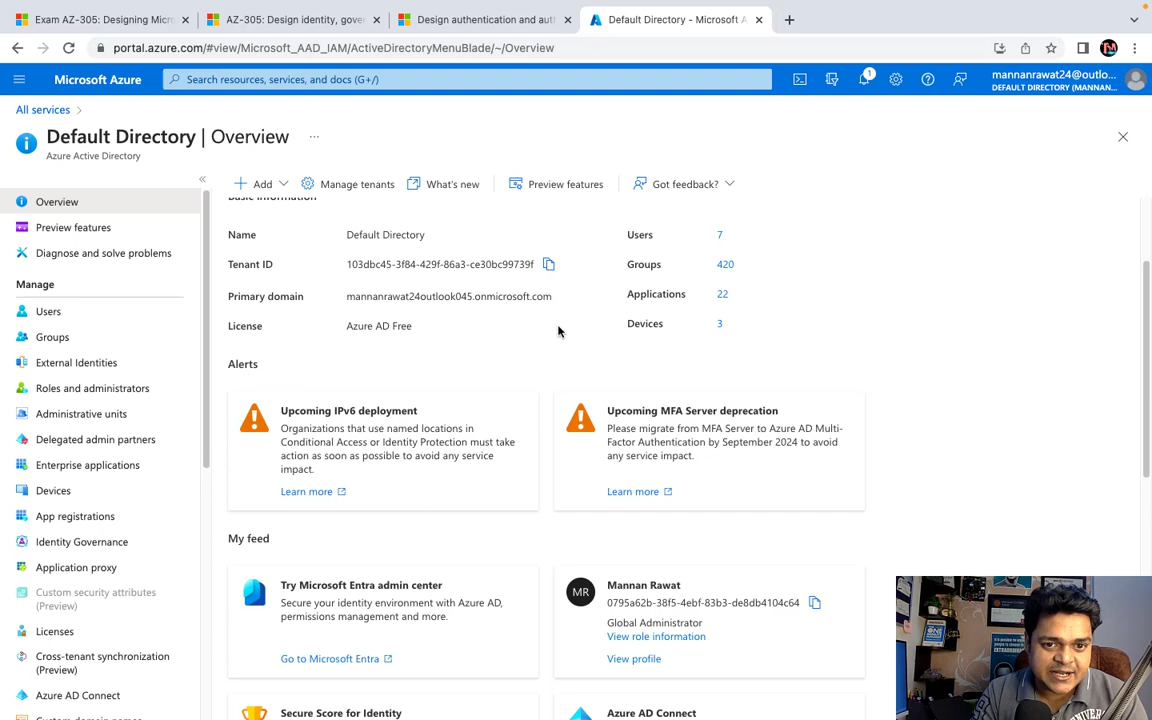 Exam AZ-305: Designing Micro
AZ-305: Design identity, gover
Design authentication and auth
Default Directory - Microsoft A
portal.azure.com/#view/Microsoft_AAD_IAM/ActiveDirectoryMenuBlade/~/Overview
Microsoft Azure
Search resources, services, and docs (G+/)
1
mannanrawat24@outlo...
DEFAULT DIRECTORY (MANNAN...
All services
Default Directory | Overview
Azure Active Directory
Add
Manage tenants
What's new
Preview features
Got feedback?
Overview
Preview features
Diagnose and solve problems
Manage
Users
Groups
External Identities
Roles and administrators
Administrative units
Delegated admin partners
Enterprise applications
Devices
App registrations
Identity Governance
Application proxy
Custom security attributes
(Preview)
Licenses
Cross-tenant synchronization
(Preview)
Azure AD Connect
Custom domain names
Basic information
Name
Default Directory
Users
7
Tenant ID
103dbc45-3f84-429f-86a3-ce30bc99739f
Groups
420
Primary domain
mannanrawat24outlook045.onmicrosoft.com
Applications
22
License
Azure AD Free
Devices
3
Alerts
Upcoming IPv6 deployment
Organizations that use named locations in
Conditional Access or Identity Protection must take
action as soon as possible to avoid any service
impact.
Learn more
Upcoming MFA Server deprecation
Please migrate from MFA Server to Azure AD Multi-
Factor Authentication by September 2024 to avoid
any service impact.
Learn more
My feed
Try Microsoft Entra admin center
Secure your identity environment with Azure AD,
permissions management and more.
Go to Microsoft Entra
MR
Mannan Rawat
0795a62b-38f5-4ebf-83b3-de8db4104c64
Global Administrator
View role information
View profile
Secure Score for Identity
Azure AD Connect